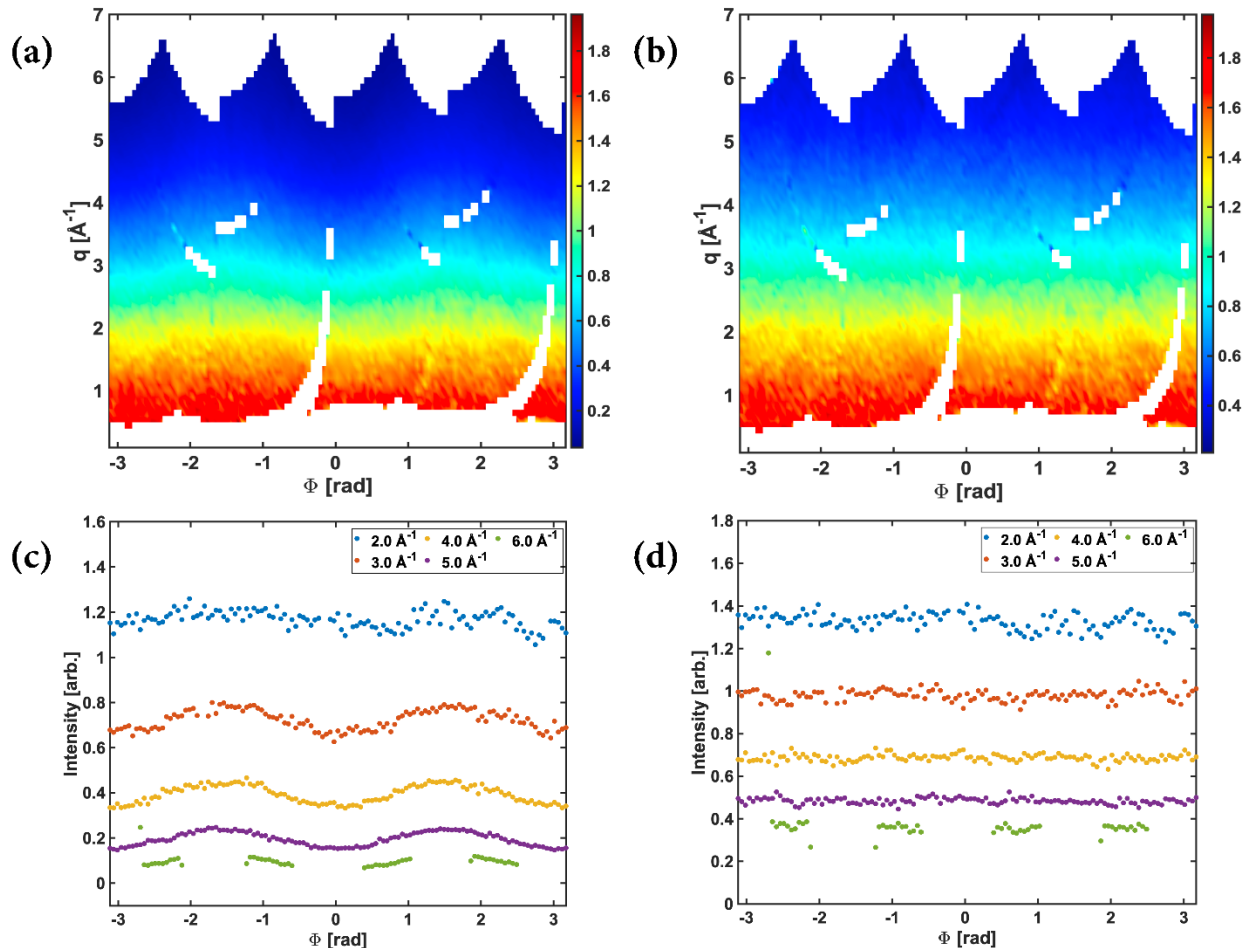 (a)
7
6
5
4
3
2
1
q [Å-1]
-3 -2 -1 0 1 2 3
Φ [rad]
1.8
1.6
1.4
1.2
1
0.8
0.6
0.4
0.2
(b)
7
6
5
4
3
2
1
q [Å-1]
-3 -2 -1 0 1 2 3
Φ [rad]
1.8
1.6
1.4
1.2
1
0.8
0.6
0.4
(c)
1.6
1.4
1.2
1
0.8
0.6
0.4
0.2
0
Intensity [arb.]
2.0 Å-1 4.0 Å-1 6.0 Å-1
3.0 Å-1 5.0 Å-1
-3 -2 -1 0 1 2 3
Φ [rad]
(d)
1.8
1.6
1.4
1.2
1
0.8
0.6
0.4
0.2
0
Intensity [arb.]
2.0 Å-1 4.0 Å-1 6.0 Å-1
3.0 Å-1 5.0 Å-1
-3 -2 -1 0 1 2 3
Φ [rad]